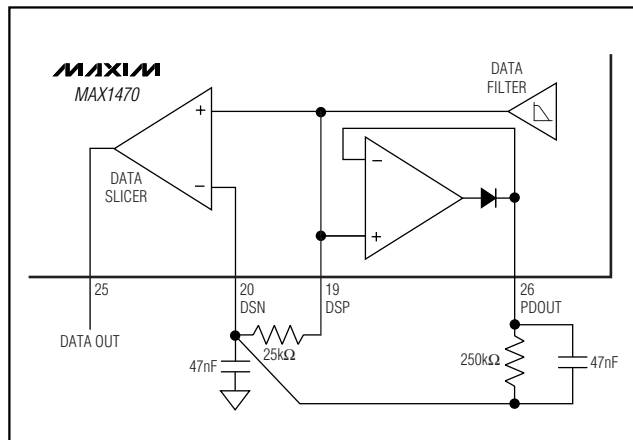 MAXIM
MAX1470
DATA
FILTER
+
−
DATA
SLICER
−
+
25
20
DSN
19
DSP
26
PDOUT
DATA OUT
47nF
25kΩ
250kΩ
47nF